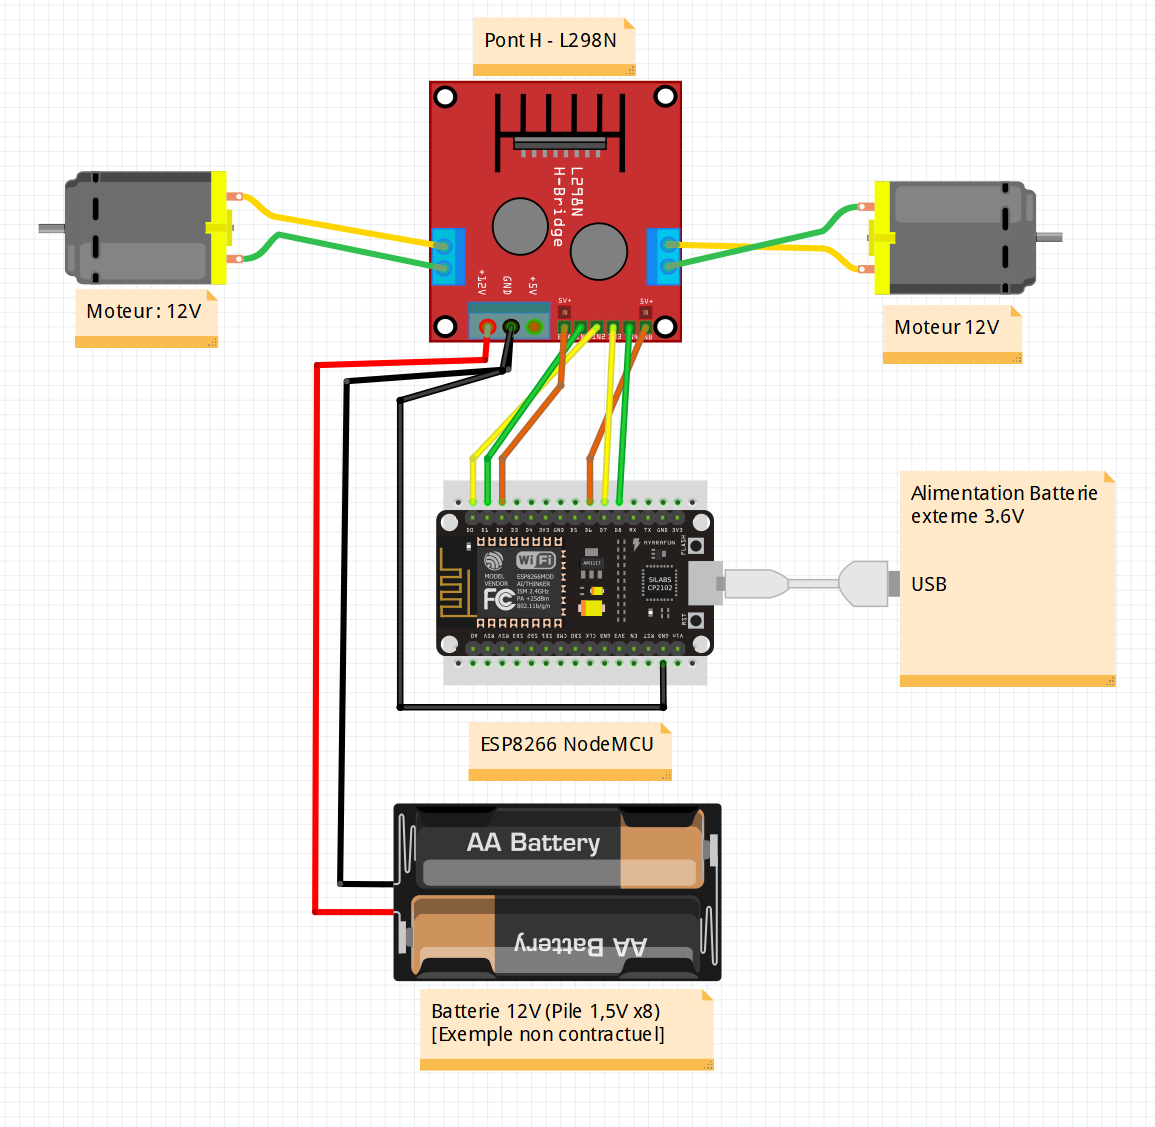 Pont H - L298N
L298N
H-Bridge
+12V
GND
+5V
5V+
5V+
Moteur : 12V
Moteur 12V
D0 D1 D2 D3 D4 3V3 GND D5 D6 D7 D8 RX TX GND 3V3
FLASH
AYARAFUN
WiFi
MODEL
VENDOR
ESP8266MOD
AI/THINKER
ISM 2.4GHz
PA +25dBm
802.11b/g/n
FC
AM1117
SILABS
CP2102
RST
A0 RSV RSV SD3 SD2 SD1 CMD SD0 CLK GND 3V3 EN RST GND Vin
Alimentation Batterie
externe 3.6V
USB
ESP8266 NodeMCU
AA Battery
AA Battery
Batterie 12V (Pile 1,5V x8)
[Exemple non contractuel]